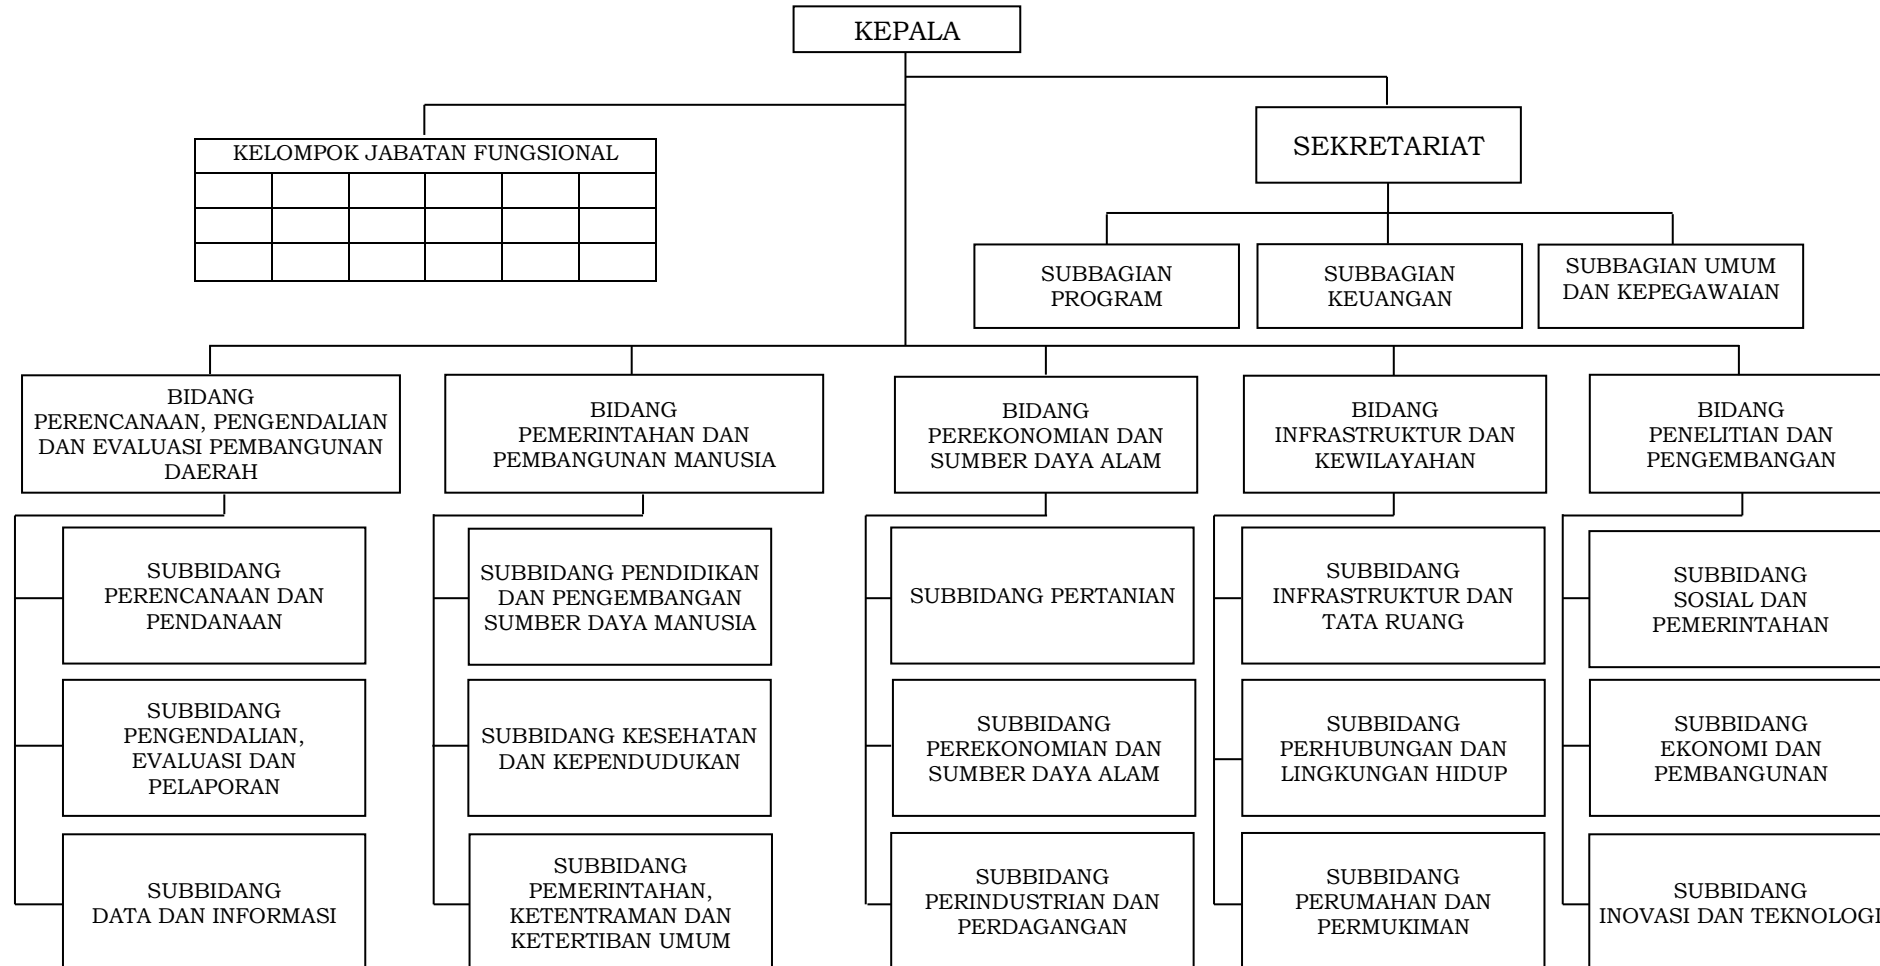 KEPALA
KELOMPOK JABATAN FUNGSIONAL
SEKRETARIAT
SUBBAGIAN
PROGRAM
SUBBAGIAN
KEUANGAN
SUBBAGIAN UMUM
DAN KEPEGAWAIAN
BIDANG
PERENCANAAN, PENGENDALIAN
DAN EVALUASI PEMBANGUNAN
DAERAH
BIDANG
PEMERINTAHAN DAN
PEMBANGUNAN MANUSIA
BIDANG
PEREKONOMIAN DAN
SUMBER DAYA ALAM
BIDANG
INFRASTRUKTUR DAN
KEWILAYAHAN
BIDANG
PENELITIAN DAN
PENGEMBANGAN
SUBBIDANG
PERENCANAAN DAN
PENDANAAN
SUBBIDANG PENDIDIKAN
DAN PENGEMBANGAN
SUMBER DAYA MANUSIA
SUBBIDANG PERTANIAN
SUBBIDANG
INFRASTRUKTUR DAN
TATA RUANG
SUBBIDANG
SOSIAL DAN
PEMERINTAHAN
SUBBIDANG
PENGENDALIAN,
EVALUASI DAN
PELAPORAN
SUBBIDANG KESEHATAN
DAN KEPENDUDUKAN
SUBBIDANG
PEREKONOMIAN DAN
SUMBER DAYA ALAM
SUBBIDANG
PERHUBUNGAN DAN
LINGKUNGAN HIDUP
SUBBIDANG
EKONOMI DAN
PEMBANGUNAN
SUBBIDANG
DATA DAN INFORMASI
SUBBIDANG
PEMERINTAHAN,
KETENTRAMAN DAN
KETERTIBAN UMUM
SUBBIDANG
PERINDUSTRIAN DAN
PERDAGANGAN
SUBBIDANG
PERUMAHAN DAN
PERMUKIMAN
SUBBIDANG
INOVASI DAN TEKNOLOGI